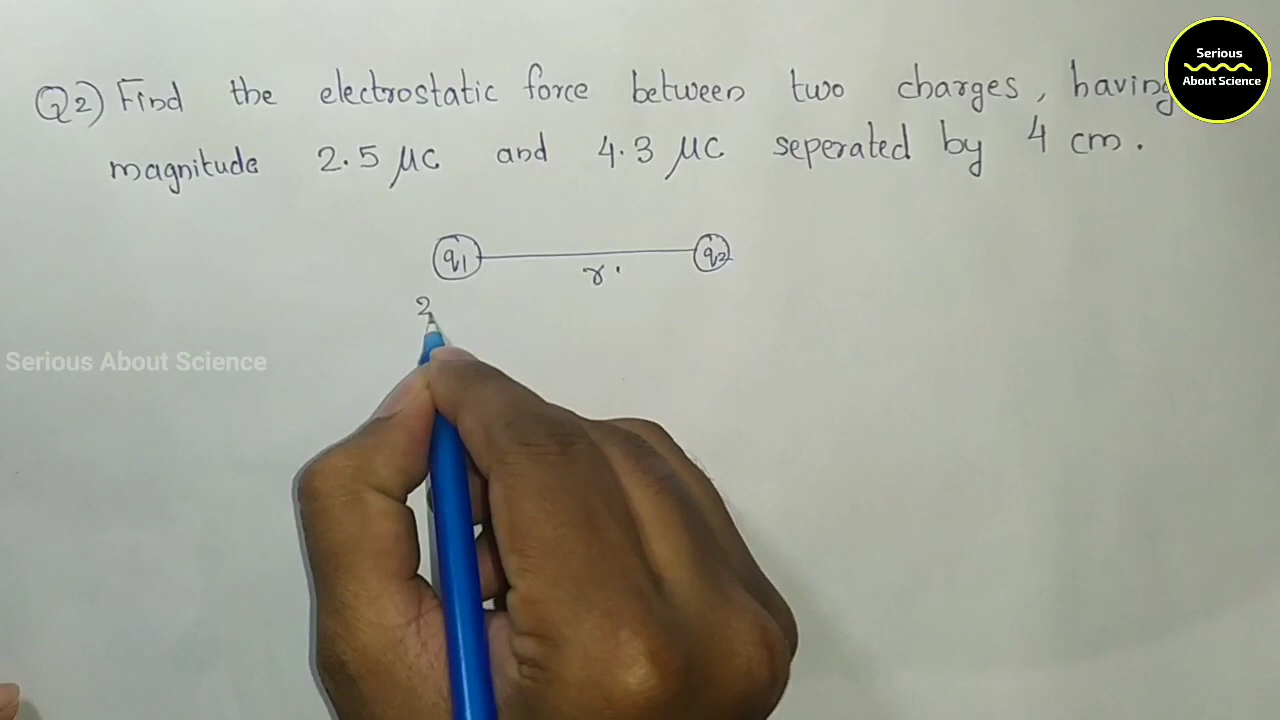 Q2) Find the electrostatic force between two charges, having
magnitude 2.5 μC and 4.3 μC seperated by 4 cm.
q1 r q2
2
Serious About Science
Serious
About Science